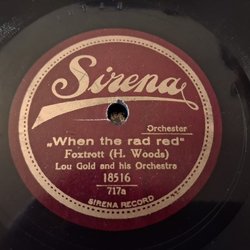 Sirena
Orchester
„When the rad red"
Foxtrott (H. Woods)
Lou Gold and his Orchestra
18516
717a
SIRENA RECORD